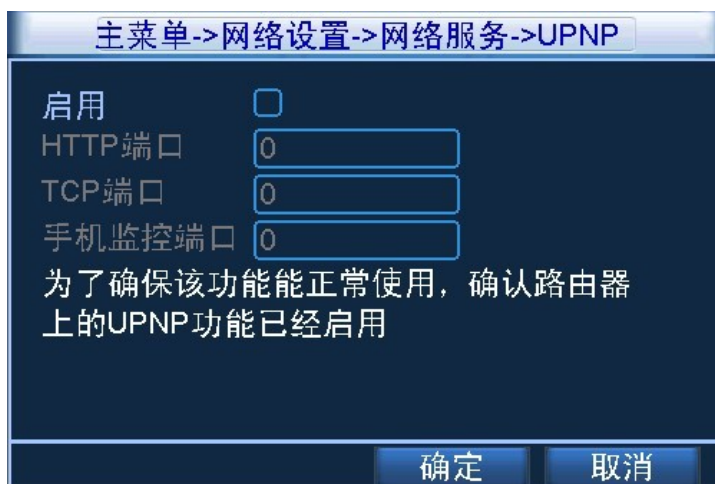 主菜单->网络设置->网络服务->UPNP
启用
HTTP端口 0
TCP端口 0
手机监控端口 0
为了确保该功能能正常使用，确认路由器
上的UPNP功能已经启用
确定 取消